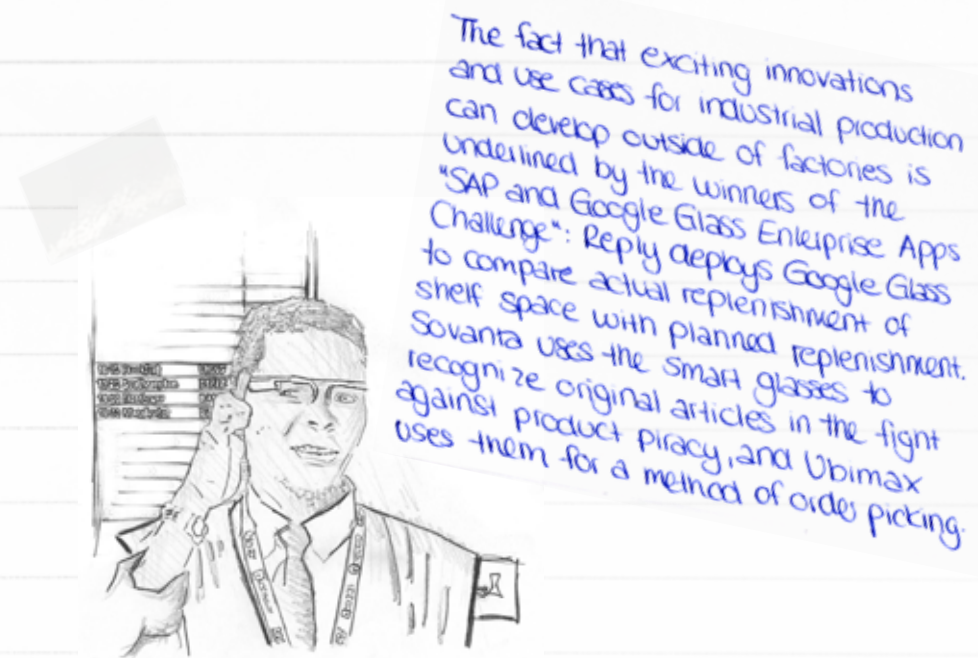 The fact that exciting innovations
and use cases for industrial production
can develop outside of factories is
underlined by the winners of the
"SAP and Google Glass Enterprise Apps
Challenge": Reply deploys Google Glass
to compare actual replenishment of
shelf space with planned replenishment.
Sovanta uses the smart glasses to
recognize original articles in the fight
against product piracy, and Ubimax
uses them for a method of order picking.